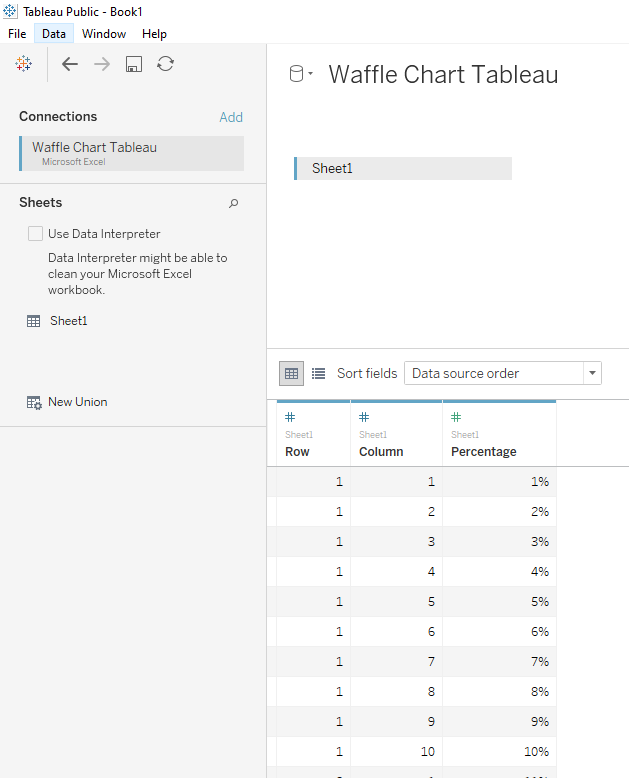 Tableau Public - Book1
File Data Window Help
Waffle Chart Tableau
Connections Add
Waffle Chart Tableau
Microsoft Excel
Sheet1
Sheets
Use Data Interpreter
Data Interpreter might be able to
clean your Microsoft Excel
workbook.
Sheet1
New Union
Sort fields Data source order
# # #
Sheet1 Sheet1 Sheet1
Row Column Percentage
1 1 1%
1 2 2%
1 3 3%
1 4 4%
1 5 5%
1 6 6%
1 7 7%
1 8 8%
1 9 9%
1 10 10%